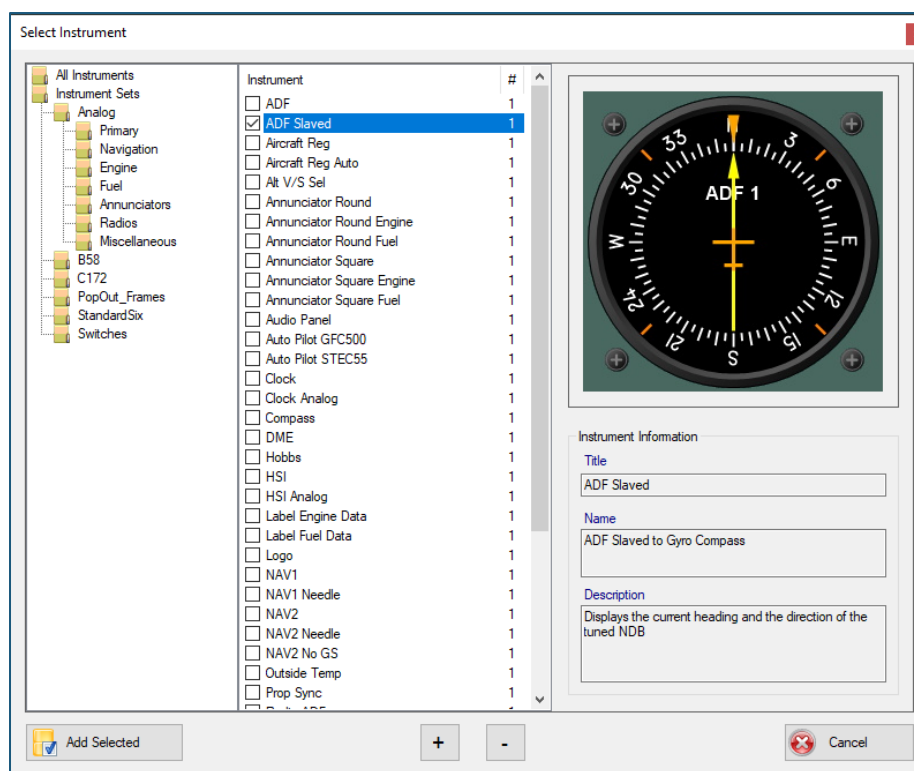 Select Instrument
All Instruments
Instrument Sets
Analog
Primary
Navigation
Engine
Fuel
Annunciators
Radios
Miscellaneous
B58
C172
PopOut_Frames
StandardSix
Switches
Instrument #
ADF 1
ADF Slaved 1
Aircraft Reg 1
Aircraft Reg Auto 1
Alt V/S Sel 1
Annunciator Round 1
Annunciator Round Engine 1
Annunciator Round Fuel 1
Annunciator Square 1
Annunciator Square Engine 1
Annunciator Square Fuel 1
Audio Panel 1
Auto Pilot GFC500 1
Auto Pilot STEC55 1
Clock 1
Clock Analog 1
Compass 1
DME 1
Hobbs 1
HSI 1
HSI Analog 1
Label Engine Data 1
Label Fuel Data 1
Logo 1
NAV1 1
NAV1 Needle 1
NAV2 1
NAV2 Needle 1
NAV2 No GS 1
Outside Temp 1
Prop Sync 1
N
3
6
E
12
15
S
21
24
W
30
33
ADF 1
Instrument Information
Title
ADF Slaved
Name
ADF Slaved to Gyro Compass
Description
Displays the current heading and the direction of the
tuned NDB
Add Selected
+
-
Cancel